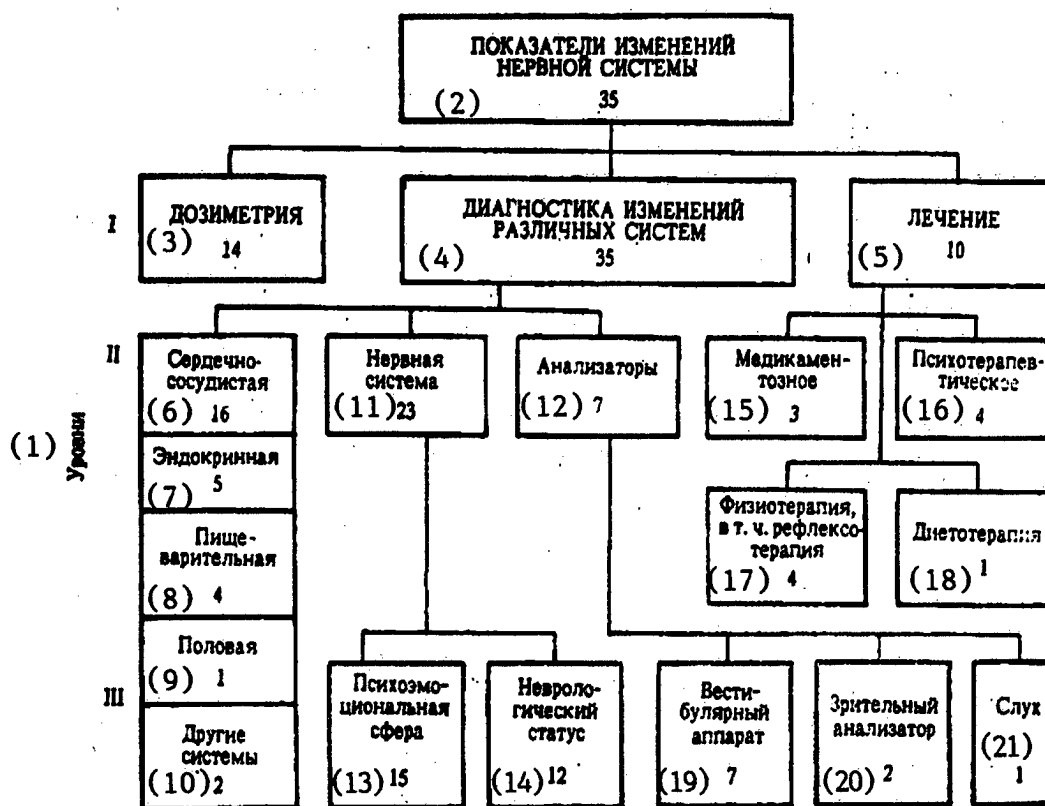 ПОКАЗАТЕЛИ ИЗМЕНЕНИЙ
НЕРВНОЙ СИСТЕМЫ
(2) 35
I
ДОЗИМЕТРИЯ
(3) 14
ДИАГНОСТИКА ИЗМЕНЕНИЙ
РАЗЛИЧНЫХ СИСТЕМ
(4) 35
ЛЕЧЕНИЕ
(5) 10
II
Сердечно-
сосудистая
(6) 16
Нервная
система
(11) 23
Анализаторы
(12) 7
Медикамен-
тозное
(15) 3
Психотерапев-
тическое
(16) 4
(1) Уровни
Эндокринная
(7) 5
Пище-
варительная
(8) 4
Физиотерапия,
в т. ч. рефлексо-
терапия
(17) 4
Диетотерапия
(18) 1
Половая
(9) 1
III
Другие
системы
(10) 2
Психоэмо-
циональная
сфера
(13) 15
Невроло-
гический
статус
(14) 12
Вести-
булярный
аппарат
(19) 7
Зрительный
анализатор
(20) 2
Слух
(21)
1